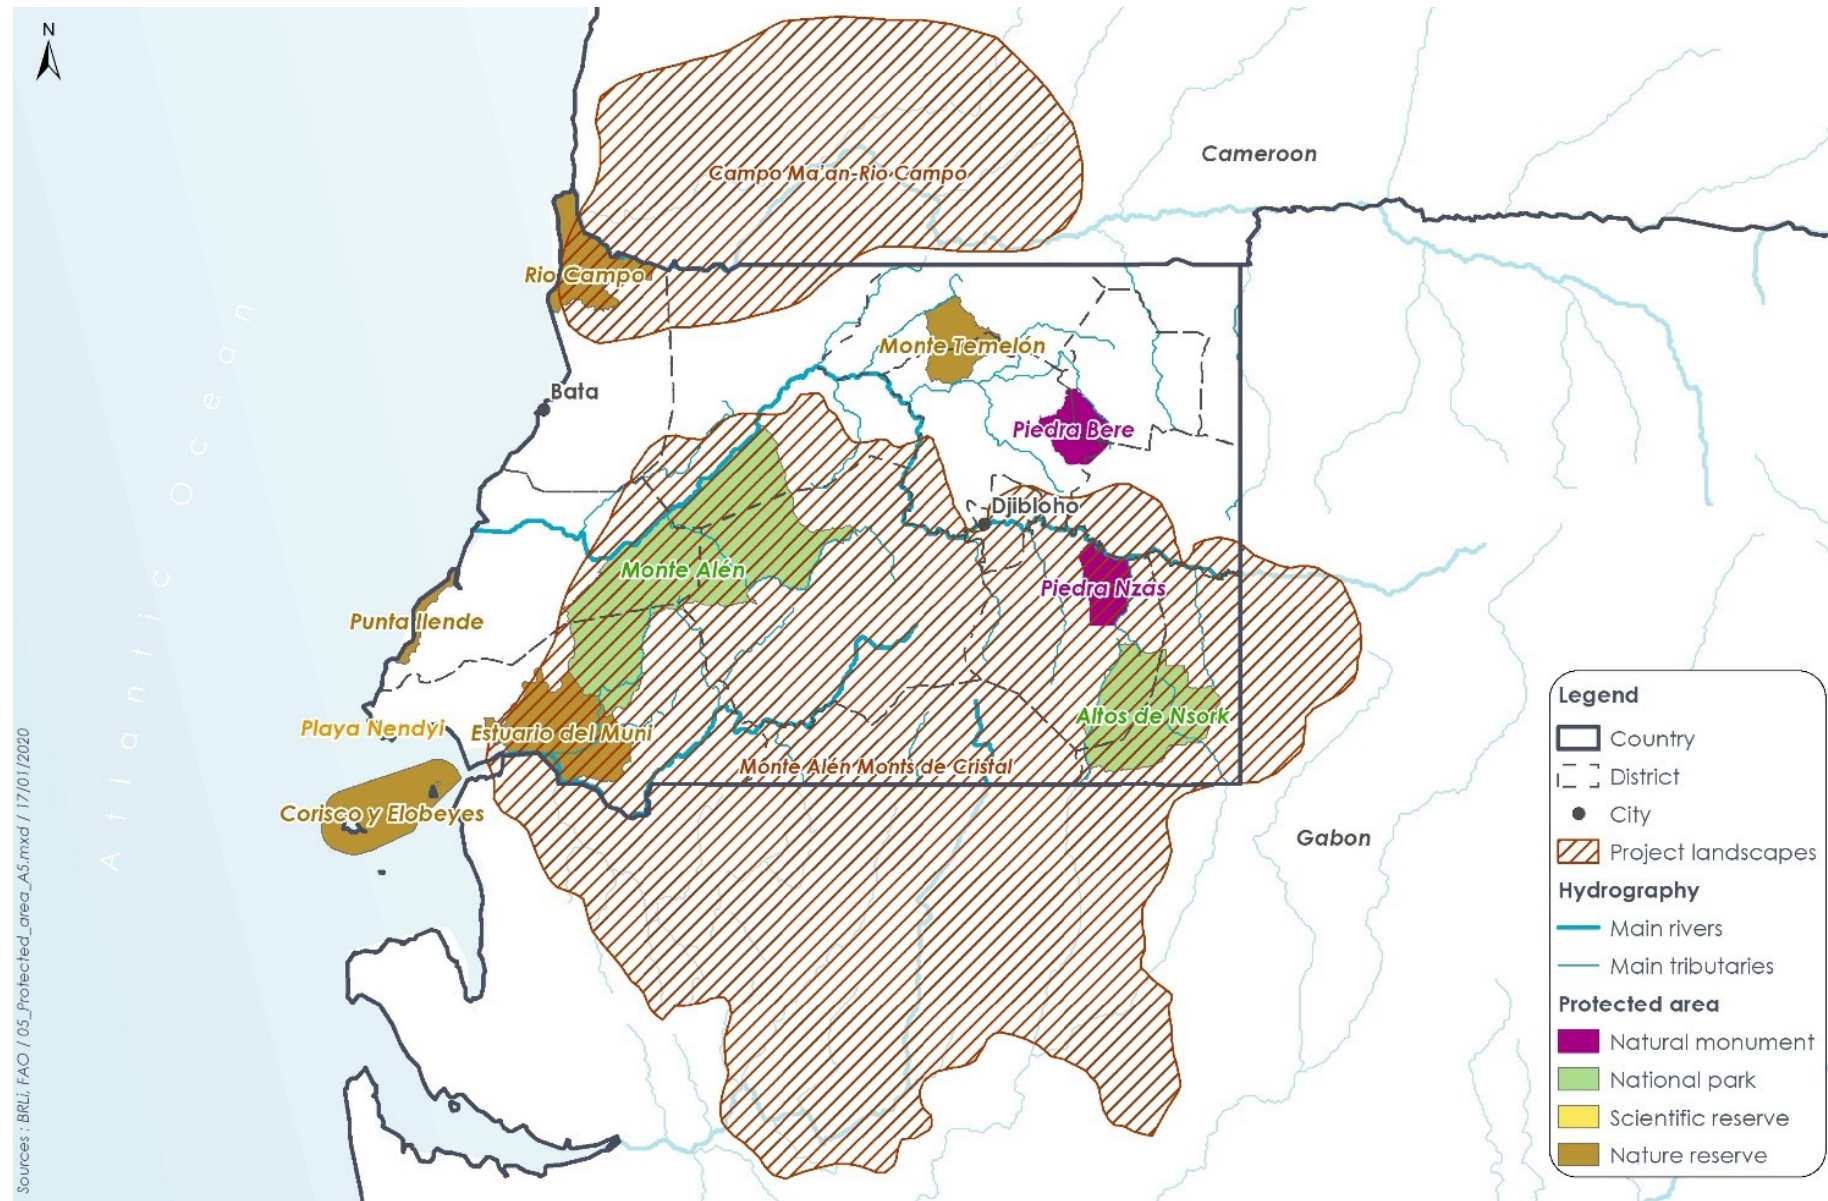 N
Cameroon
Campo Ma'an-Rio Campo
Rio Campo
Monte Temelón
Bata
Piedra Bere
Djibloho
Monte Alén
Piedra Nzas
Punta Ilende
Playa Nendyi
Estuario del Muni
Altos de Nsork
Monte Alén Monts de Cristal
Corisco y Elobeyes
Gabon
Atlantic Ocean
Legend
Country
District
City
Project landscapes
Hydrography
Main rivers
Main tributaries
Protected area
Natural monument
National park
Scientific reserve
Nature reserve
Sources : BRLi, FAO / 05_Protected_area_A5.mxd / 17/01/2020